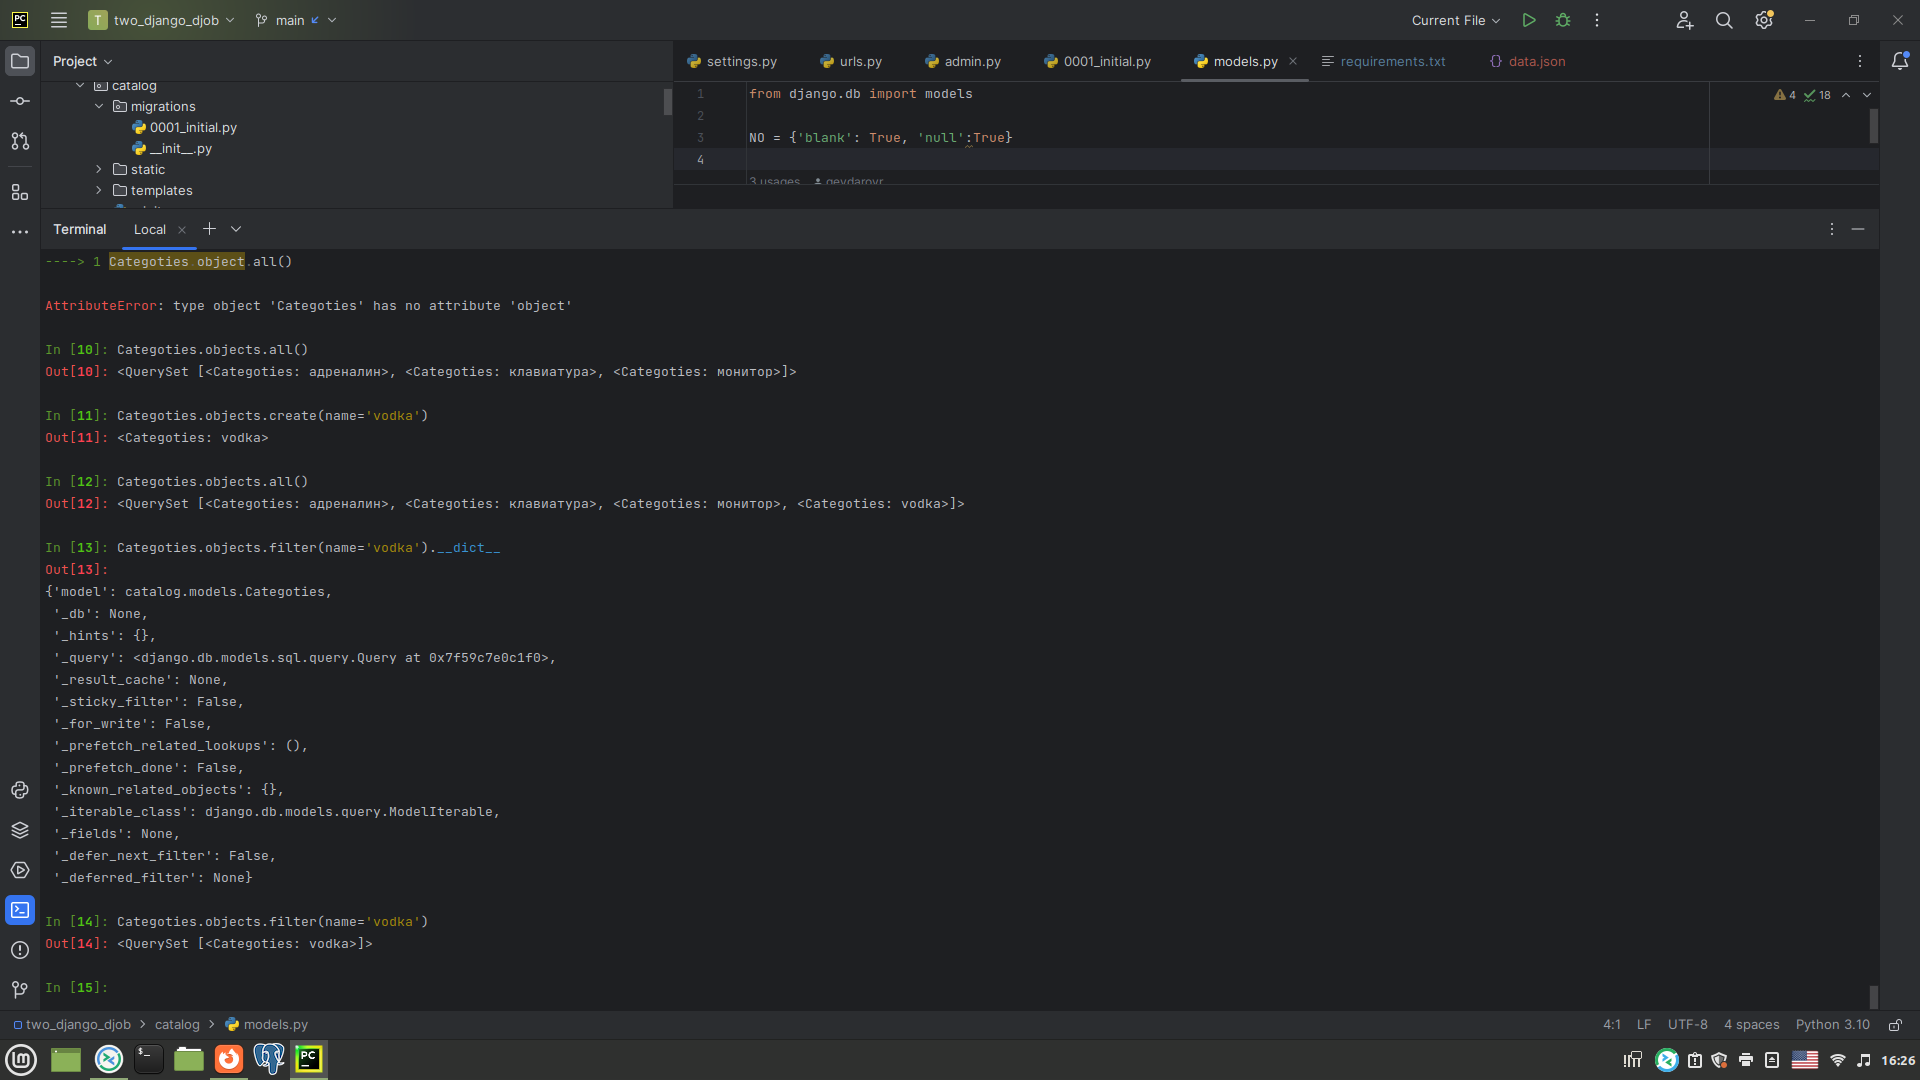 PC
T two_django_djob main
Current File
Project
settings.py urls.py admin.py 0001_initial.py models.py requirements.txt data.json
catalog
migrations
0001_initial.py
__init__.py
static
templates
1 from django.db import models
2
3 NO = {'blank': True, 'null':True}
4
3 usages geydarovr
4 18
Terminal Local
----> 1 Categoties.object.all()
AttributeError: type object 'Categoties' has no attribute 'object'
In [10]: Categoties.objects.all()
Out[10]: <QuerySet [<Categoties: адреналин>, <Categoties: клавиатура>, <Categoties: монитор>]>
In [11]: Categoties.objects.create(name='vodka')
Out[11]: <Categoties: vodka>
In [12]: Categoties.objects.all()
Out[12]: <QuerySet [<Categoties: адреналин>, <Categoties: клавиатура>, <Categoties: монитор>, <Categoties: vodka>]>
In [13]: Categoties.objects.filter(name='vodka').__dict__
Out[13]:
{'model': catalog.models.Categoties,
'_db': None,
'_hints': {},
'_query': <django.db.models.sql.query.Query at 0x7f59c7e0c1f0>,
'_result_cache': None,
'_sticky_filter': False,
'_for_write': False,
'_prefetch_related_lookups': (),
'_prefetch_done': False,
'_known_related_objects': {},
'_iterable_class': django.db.models.query.ModelIterable,
'_fields': None,
'_defer_next_filter': False,
'_deferred_filter': None}
In [14]: Categoties.objects.filter(name='vodka')
Out[14]: <QuerySet [<Categoties: vodka>]>
In [15]:
two_django_djob > catalog > models.py
4:1 LF UTF-8 4 spaces Python 3.10
PC
16:26